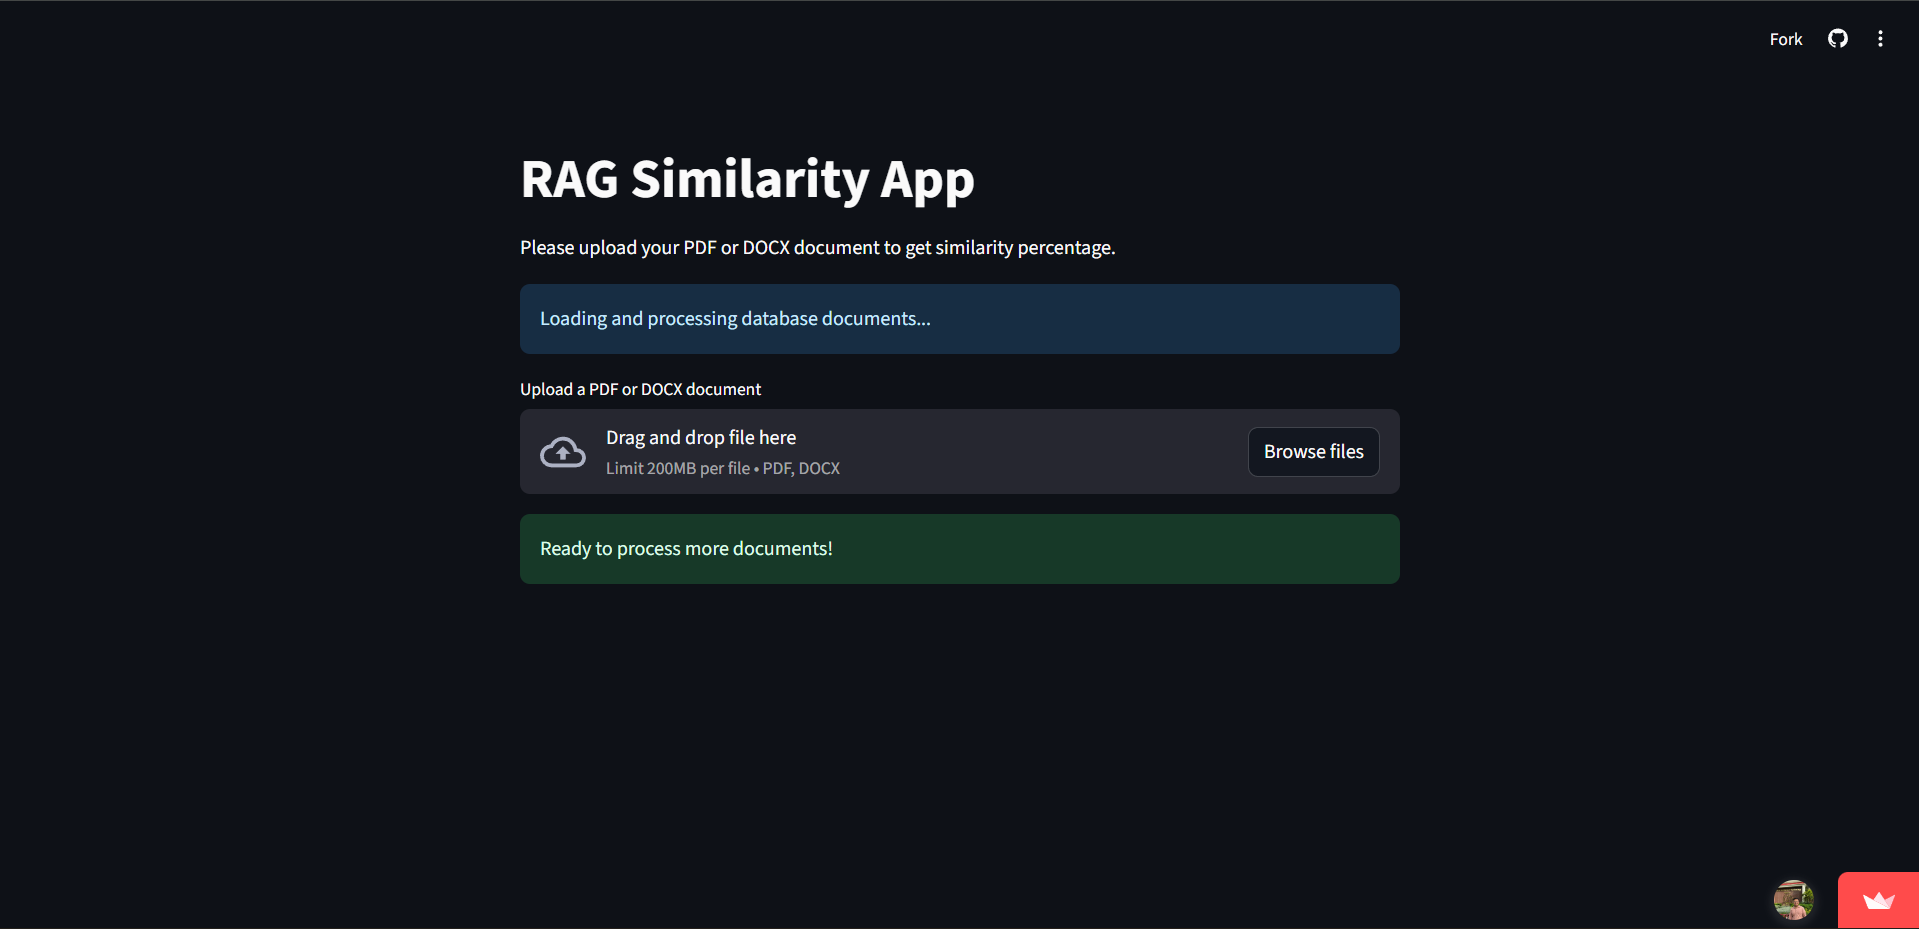 Fork
RAG Similarity App
Please upload your PDF or DOCX document to get similarity percentage.
Loading and processing database documents...
Upload a PDF or DOCX document
Drag and drop file here
Limit 200MB per file • PDF, DOCX
Browse files
Ready to process more documents!